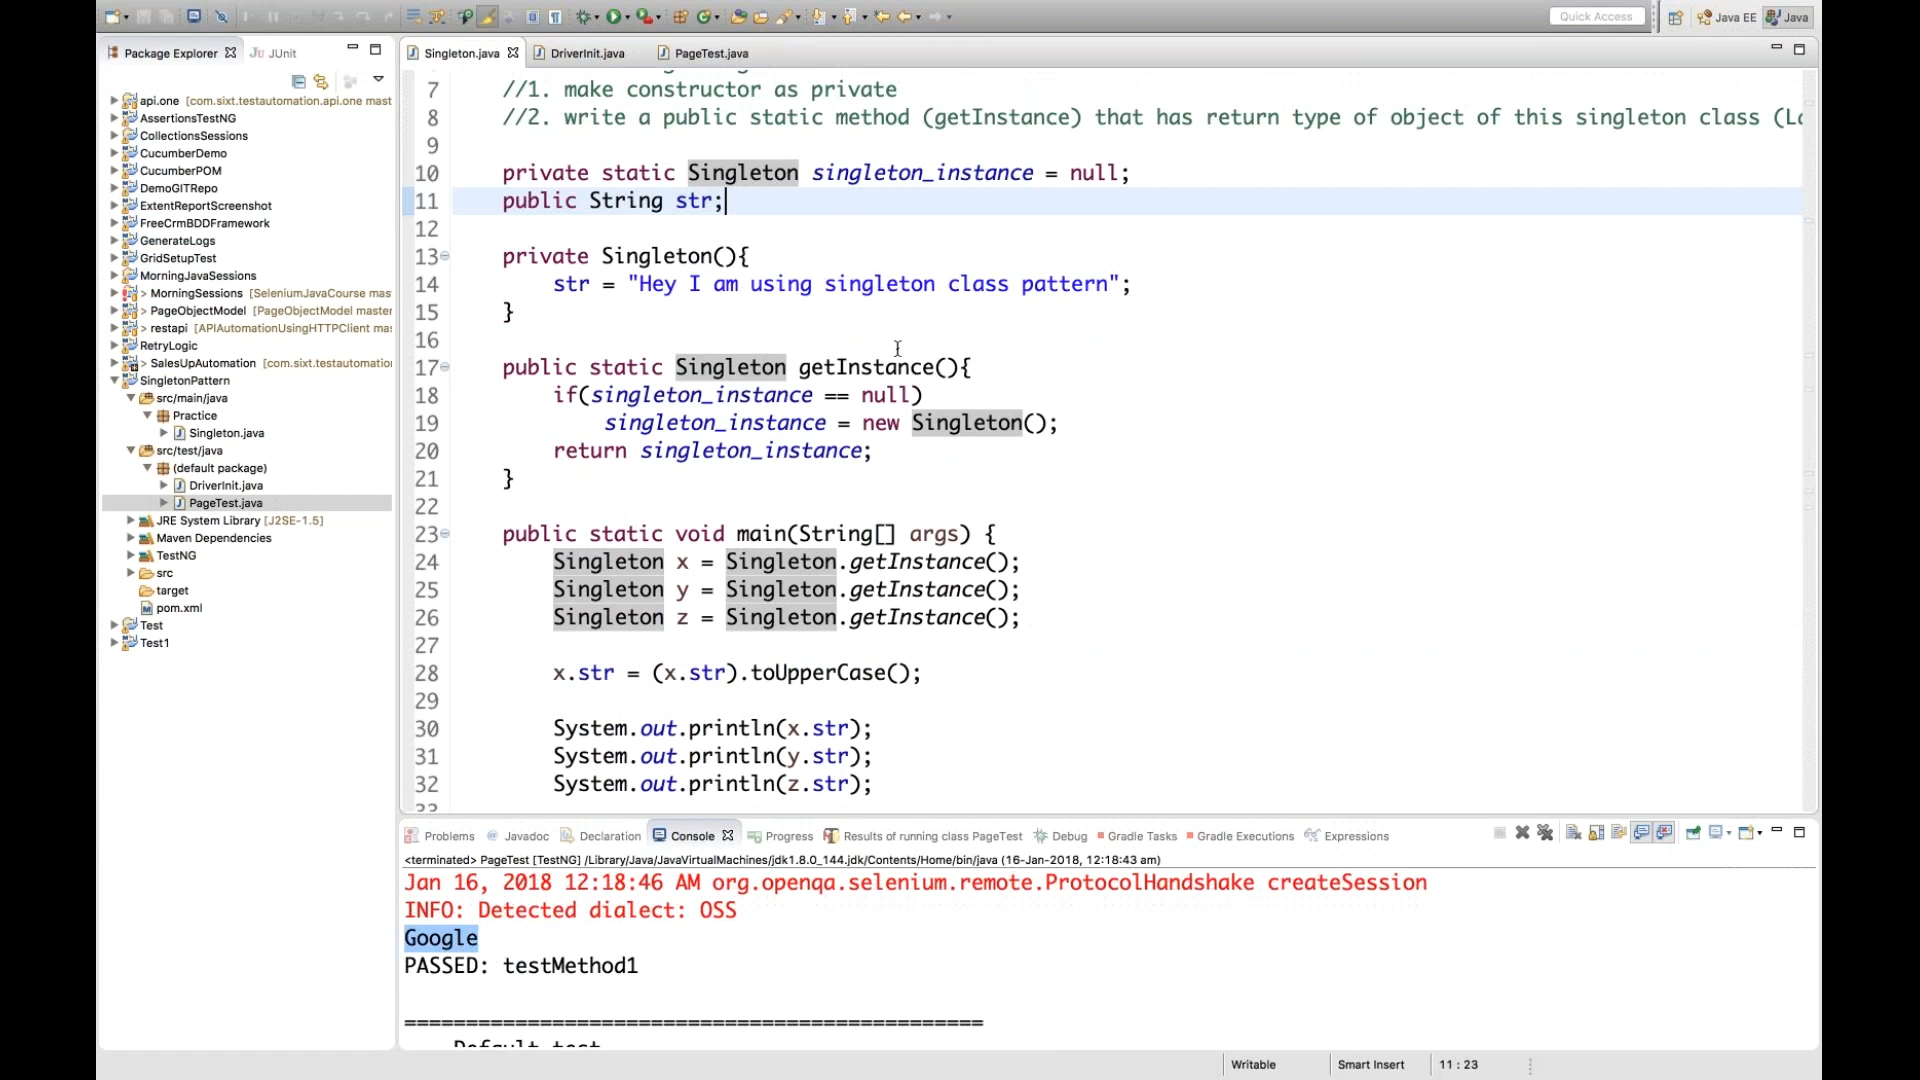 Quick Access
Java EE
Java
Package Explorer
JUnit
Singleton.java
DriverInit.java
PageTest.java
api.one [com.sixt.testautomation.api.one mast
AssertionsTestNG
CollectionsSessions
CucumberDemo
CucumberPOM
DemoGITRepo
ExtentReportScreenshot
FreeCrmBDDFramework
GenerateLogs
GridSetupTest
MorningJavaSessions
> MorningSessions [SeleniumJavaCourse mas
> PageObjectModel [PageObjectModel master
> restapi [APIAutomationUsingHTTPClient mas
RetryLogic
> SalesUpAutomation [com.sixt.testautomation
SingletonPattern
src/main/java
Practice
Singleton.java
src/test/java
(default package)
DriverInit.java
PageTest.java
JRE System Library [J2SE-1.5]
Maven Dependencies
TestNG
src
target
pom.xml
Test
Test1
7 //1. make constructor as private
8 //2. write a public static method (getInstance) that has return type of object of this singleton class (La
9
10 private static Singleton singleton_instance = null;
11 public String str;
12
13 private Singleton(){
14 str = "Hey I am using singleton class pattern";
15 }
16
17 public static Singleton getInstance(){
18 if(singleton_instance == null)
19 singleton_instance = new Singleton();
20 return singleton_instance;
21 }
22
23 public static void main(String[] args) {
24 Singleton x = Singleton.getInstance();
25 Singleton y = Singleton.getInstance();
26 Singleton z = Singleton.getInstance();
27
28 x.str = (x.str).toUpperCase();
29
30 System.out.println(x.str);
31 System.out.println(y.str);
32 System.out.println(z.str);
33
Problems
Javadoc
Declaration
Console
Progress
Results of running class PageTest
Debug
Gradle Tasks
Gradle Executions
Expressions
<terminated> PageTest [TestNG] /Library/Java/JavaVirtualMachines/jdk1.8.0_144.jdk/Contents/Home/bin/java (16-Jan-2018, 12:18:43 am)
Jan 16, 2018 12:18:46 AM org.openqa.selenium.remote.ProtocolHandshake createSession
INFO: Detected dialect: OSS
Google
PASSED: testMethod1
===============================================
Default test
Writable
Smart Insert
11 : 23